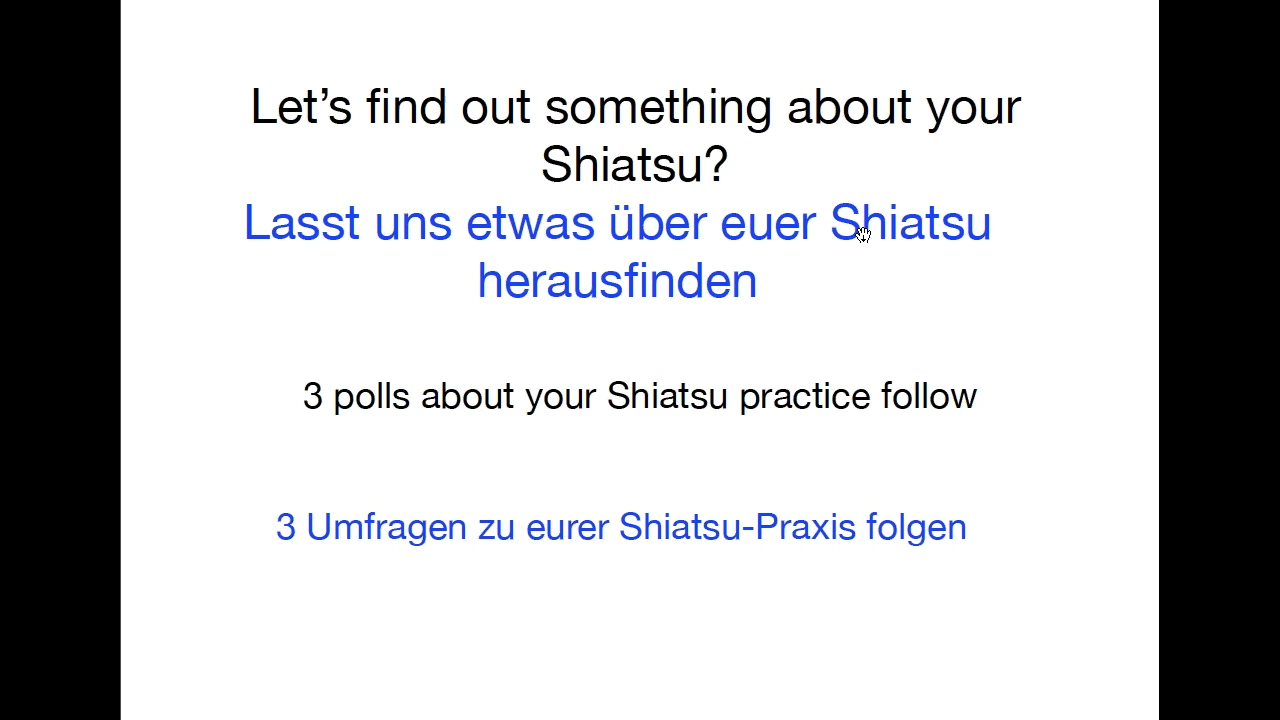 Let’s find out something about your
Shiatsu?
Lasst uns etwas über euer Shiatsu
herausfinden
3 polls about your Shiatsu practice follow
3 Umfragen zu eurer Shiatsu-Praxis folgen